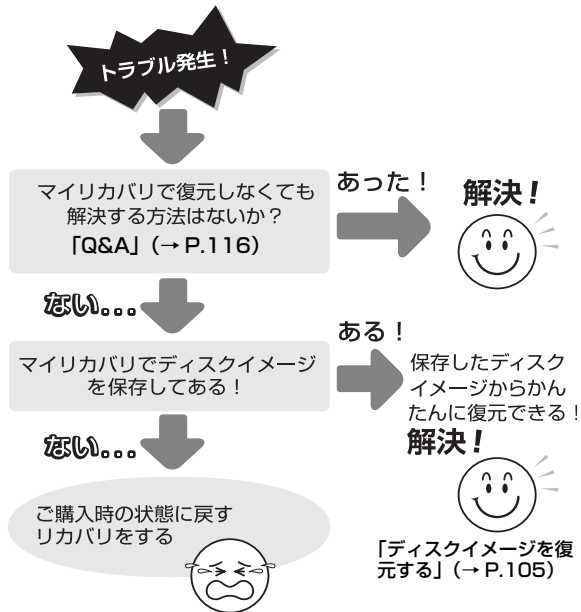 トラブル発生！
マイリカバリで復元しなくても
解決する方法はないか？
「Q&A」（→P.116）
あった！
解決！
ない...
マイリカバリでディスクイメージ
を保存してある！
ある！
保存したディスク
イメージからかん
たんに復元できる！
解決！
「ディスクイメージを復
元する」（→P.105）
ない...
ご購入時の状態に戻す
リカバリをする